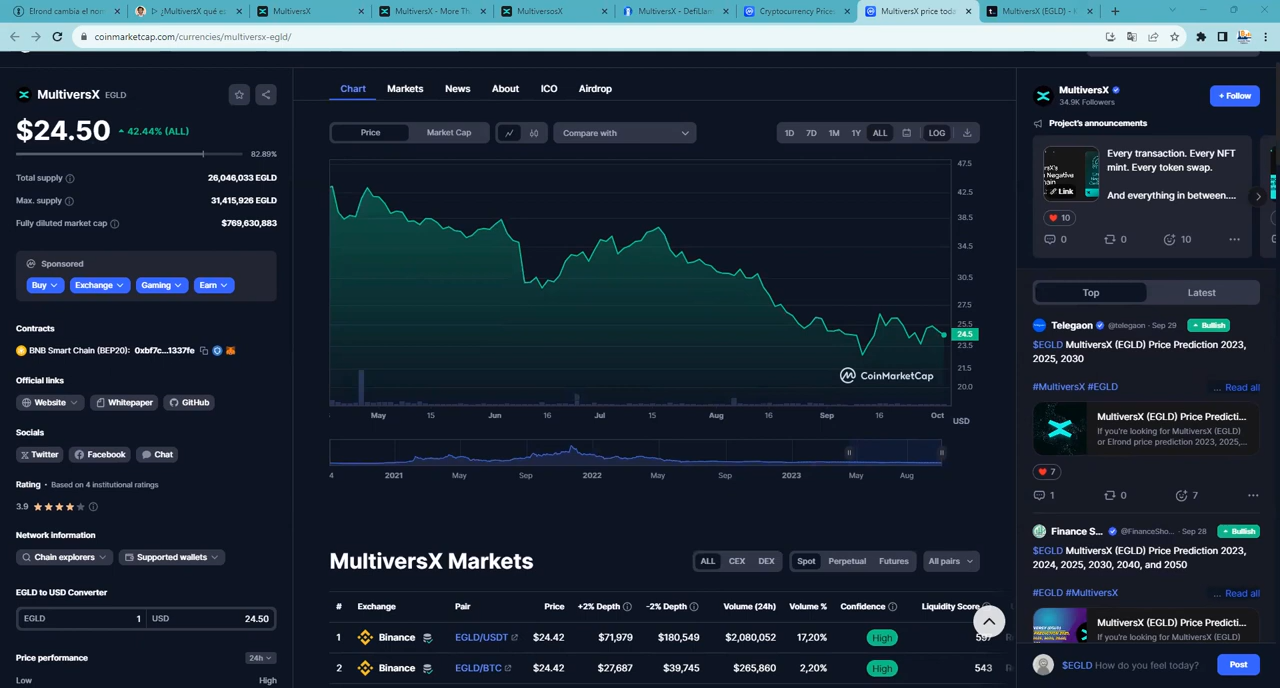 Elrond cambia el nom
¿MultiversX qué es
MultiversX
MultiversX - More Tha
MultiversosX
MultiversX - DefiLlam
Cryptocurrency Price
MultiversX price toda
MultiversX (EGLD) - R
coinmarketcap.com/currencies/multiversx-egld/
MultiversX EGLD
$24.50 42.44% (ALL)
82.89%
Total supply 26,046,033 EGLD
Max. supply 31,415,926 EGLD
Fully diluted market cap $769,630,883
Sponsored
Buy Exchange Gaming Earn
Contracts
BNB Smart Chain (BEP20): 0xbf7c...1337fe
Official links
Website Whitepaper GitHub
Socials
Twitter Facebook Chat
Rating · Based on 4 institutional ratings
3.9
Network information
Chain explorers Supported wallets
EGLD to USD Converter
EGLD 1 USD 24.50
Price performance 24h
Low High
Chart Markets News About ICO Airdrop
Price Market Cap Compare with 1D 7D 1M 1Y ALL LOG
47.5
42.5
38.5
34.5
30.5
27.5
25.5
24.5
23.5
21.5
20.0
CoinMarketCap
May 15 Jun 16 Jul 15 Aug 16 Sep 16 Oct
USD
4 2021 May Sep 2022 May Sep 2023 May Aug
MultiversX Markets
ALL CEX DEX Spot Perpetual Futures All pairs
# Exchange Pair Price +2% Depth -2% Depth Volume (24h) Volume % Confidence Liquidity Score
1 Binance EGLD/USDT $24.42 $71,979 $180,549 $2,080,052 17,20% High 597
2 Binance EGLD/BTC $24.42 $27,687 $39,745 $265,860 2,20% High 543
MultiversX
34.9K Followers
+ Follow
Project's announcements
Every transaction. Every NFT
mint. Every token swap.
And everything in between....
Link
10
0 0 10
Top Latest
Telegaon @telegaon · Sep 29 Bullish
$EGLD MultiversX (EGLD) Price Prediction 2023,
2025, 2030
#MultiversX #EGLD ... Read all
MultiversX (EGLD) Price Predicti...
If you're looking for MultiversX (EGLD)
or Elrond price prediction 2023, 2025,...
7
1 0 7
Finance S... @FinanceSho... · Sep 28 Bullish
$EGLD MultiversX (EGLD) Price Prediction 2023,
2024, 2025, 2030, 2040, and 2050
#EGLD #MultiversX ... Read all
MultiversX (EGLD) Price Predicti...
If you're looking for MultiversX (EGLD)
$EGLD How do you feel today? Post